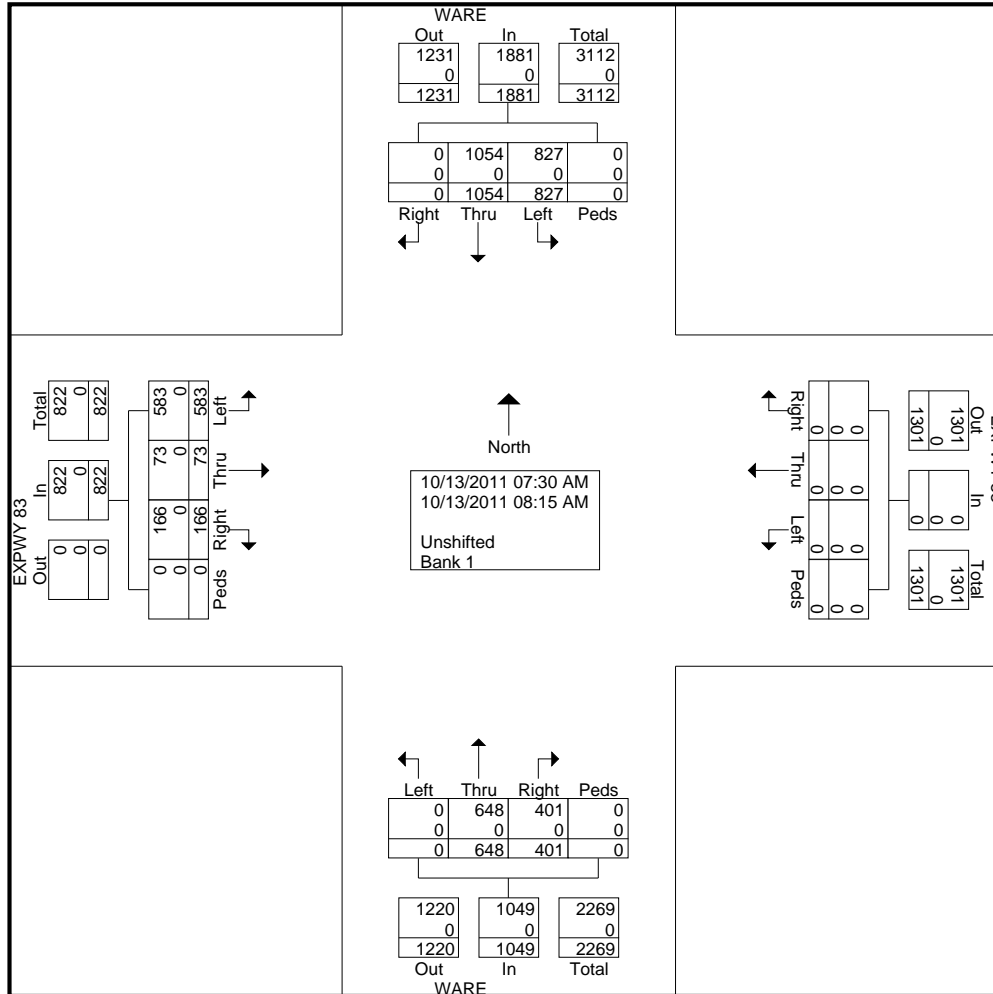 WARE
Out In Total
1231 1881 3112
0 0 0
1231 1881 3112
0 1054 827 0
0 0 0 0
0 1054 827 0
Right Thru Left Peds
EXPWY 83
Total In Out
822 822 0
0 0 0
822 822 0
583 73 166 0
0 0 0 0
583 73 166 0
Left Thru Right Peds
North
10/13/2011 07:30 AM
10/13/2011 08:15 AM
Unshifted
Bank 1
Right Thru Left Peds
0 0 0 0
0 0 0 0
0 0 0 0
Out In Total
1301 0 1301
0 0 0
1301 0 1301
Left Thru Right Peds
0 648 401 0
0 0 0 0
0 648 401 0
1220 1049 2269
0 0 0
1220 1049 2269
Out In Total
WARE